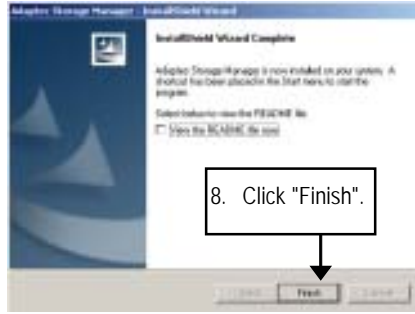 Adaptec Storage Manager - InstallShield Wizard
InstallShield Wizard Complete
Adaptec Storage Manager is now installed on your system. A
shortcut has been placed in the Start menu to start the
program.
Select below to view the README file.
View the README file now
8. Click "Finish".
Back Finish Cancel